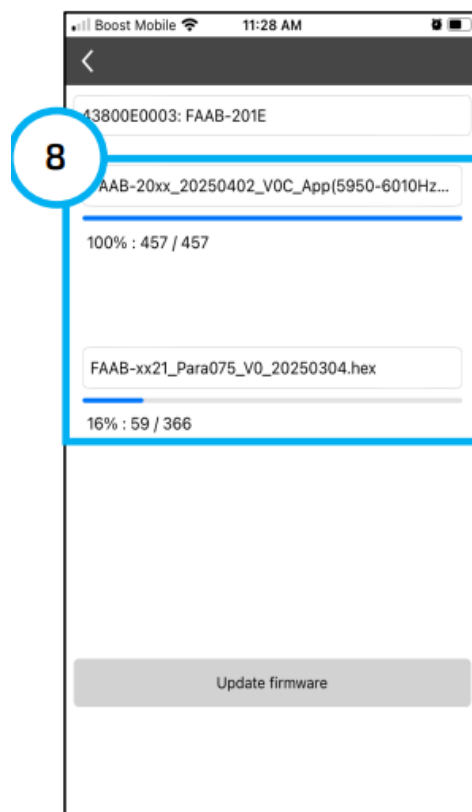 Boost Mobile 11:28 AM
43800E0003: FAAB-201E
8
AAB-20xx_20250402_V0C_App(5950-6010Hz...
100% : 457 / 457
FAAB-xx21_Para075_V0_20250304.hex
16% : 59 / 366
Update firmware